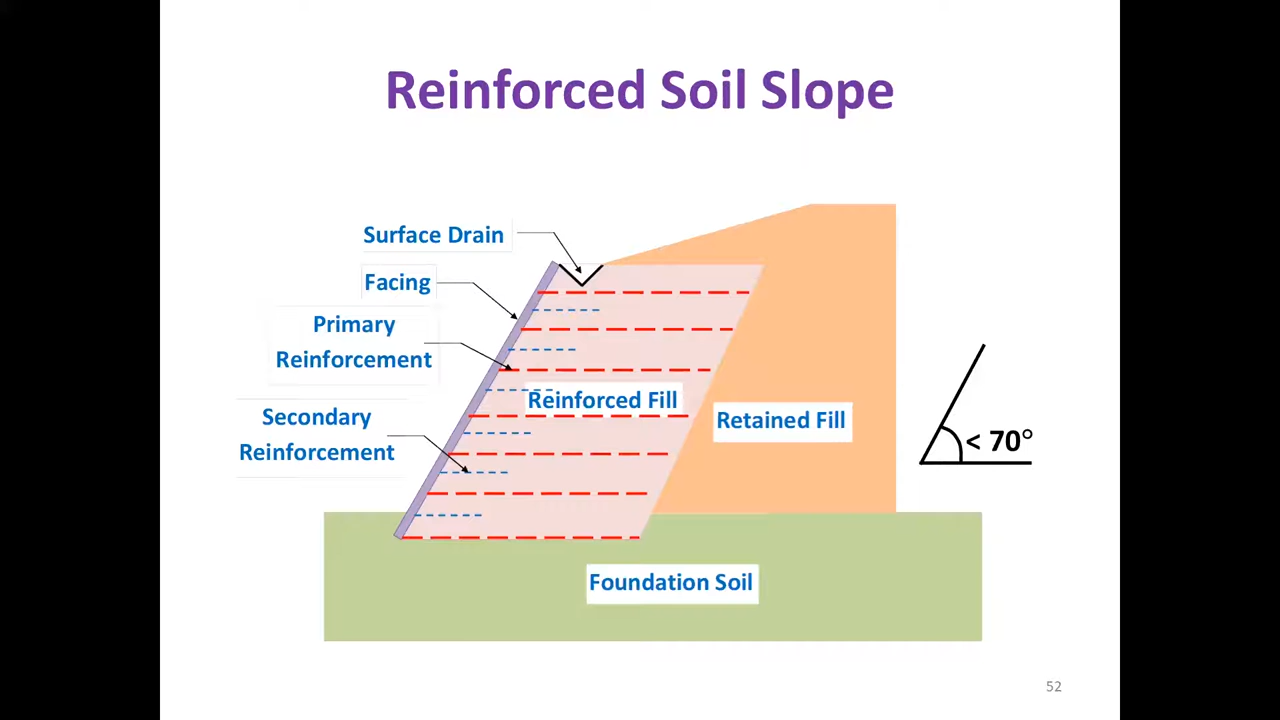 Reinforced Soil Slope
Surface Drain
Facing
Primary
Reinforcement
Secondary
Reinforcement
Reinforced Fill
Retained Fill
< 70°
Foundation Soil
52